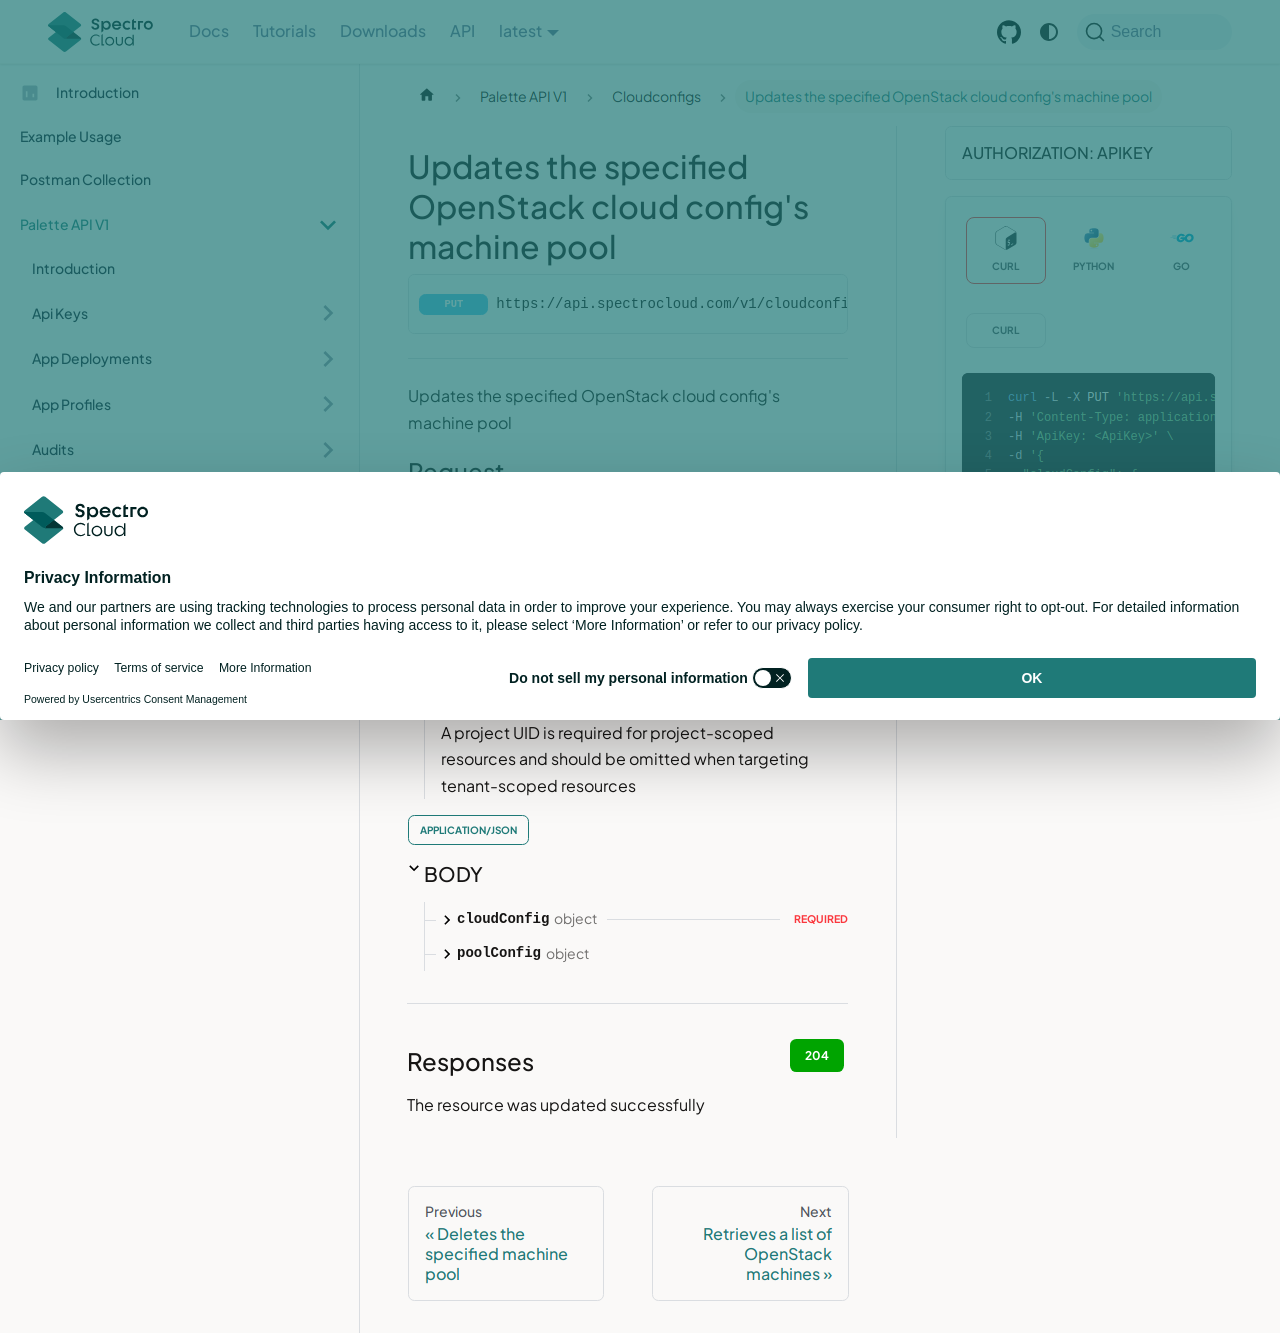 Spectro Cloud
Docs
Tutorials
Downloads
API
latest
Search
Introduction
Example Usage
Postman Collection
Palette API V1
Introduction
Api Keys
App Deployments
App Profiles
Audits
Palette API V1
Cloudconfigs
Updates the specified OpenStack cloud config's machine pool
Updates the specified
OpenStack cloud config's
machine pool
PUT
https://api.spectrocloud.com/v1/cloudconfi
Updates the specified OpenStack cloud config's
machine pool
Request
AUTHORIZATION: APIKEY
CURL
PYTHON
GO
CURL
1 curl -L -X PUT 'https://api.s
2 -H 'Content-Type: application
3 -H 'ApiKey: <ApiKey>' \
4 -d '{
5 "cloudConfig": {
Spectro
Cloud
Privacy Information
We and our partners are using tracking technologies to process personal data in order to improve your experience. You may always exercise your consumer right to opt-out. For detailed information
about personal information we collect and third parties having access to it, please select ‘More Information’ or refer to our privacy policy.
Privacy policy
Terms of service
More Information
Do not sell my personal information
OK
Powered by Usercentrics Consent Management
A project UID is required for project-scoped
resources and should be omitted when targeting
tenant-scoped resources
APPLICATION/JSON
BODY
cloudConfig object
REQUIRED
poolConfig object
Responses
204
The resource was updated successfully
Previous
« Deletes the
specified machine
pool
Next
Retrieves a list of
OpenStack
machines »